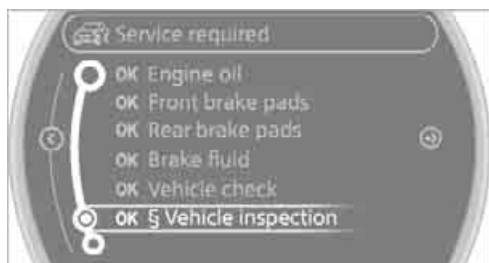 Service required
OK Engine oil
OK Front brake pads
OK Rear brake pads
OK Brake fluid
OK Vehicle check
OK § Vehicle inspection